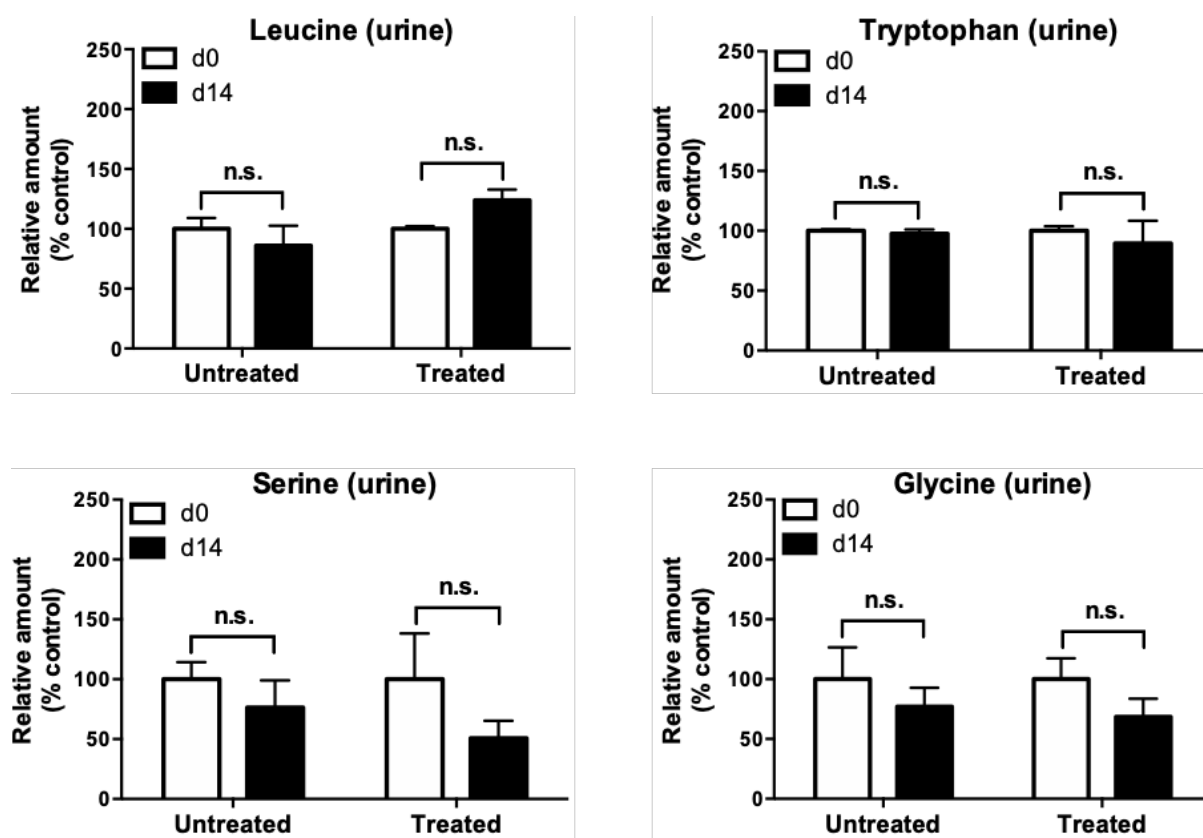 Leucine (urine)
250
200
150
100
50
0
Relative amount
(% control)
d0
d14
n.s.
n.s.
Untreated
Treated
Tryptophan (urine)
250
200
150
100
50
0
Relative amount
(% control)
d0
d14
n.s.
n.s.
Untreated
Treated
Serine (urine)
250
200
150
100
50
0
Relative amount
(% control)
d0
d14
n.s.
n.s.
Untreated
Treated
Glycine (urine)
250
200
150
100
50
0
Relative amount
(% control)
d0
d14
n.s.
n.s.
Untreated
Treated